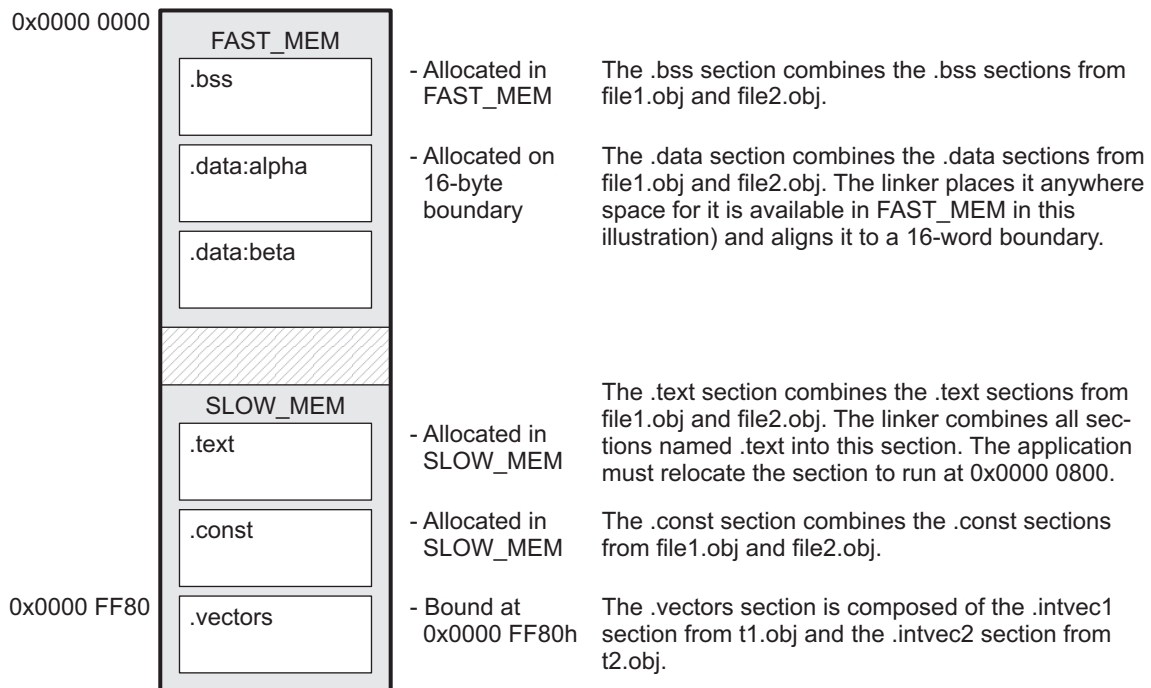 0x0000 0000
FAST_MEM
.bss
- Allocated in
FAST_MEM
The .bss section combines the .bss sections from
file1.obj and file2.obj.
.data:alpha
- Allocated on
16-byte
boundary
The .data section combines the .data sections from
file1.obj and file2.obj. The linker places it anywhere
space for it is available in FAST_MEM in this
illustration) and aligns it to a 16-word boundary.
.data:beta
SLOW_MEM
.text
- Allocated in
SLOW_MEM
The .text section combines the .text sections from
file1.obj and file2.obj. The linker combines all sec-
tions named .text into this section. The application
must relocate the section to run at 0x0000 0800.
.const
- Allocated in
SLOW_MEM
The .const section combines the .const sections
from file1.obj and file2.obj.
0x0000 FF80
.vectors
- Bound at
0x0000 FF80h
The .vectors section is composed of the .intvec1
section from t1.obj and the .intvec2 section from
t2.obj.